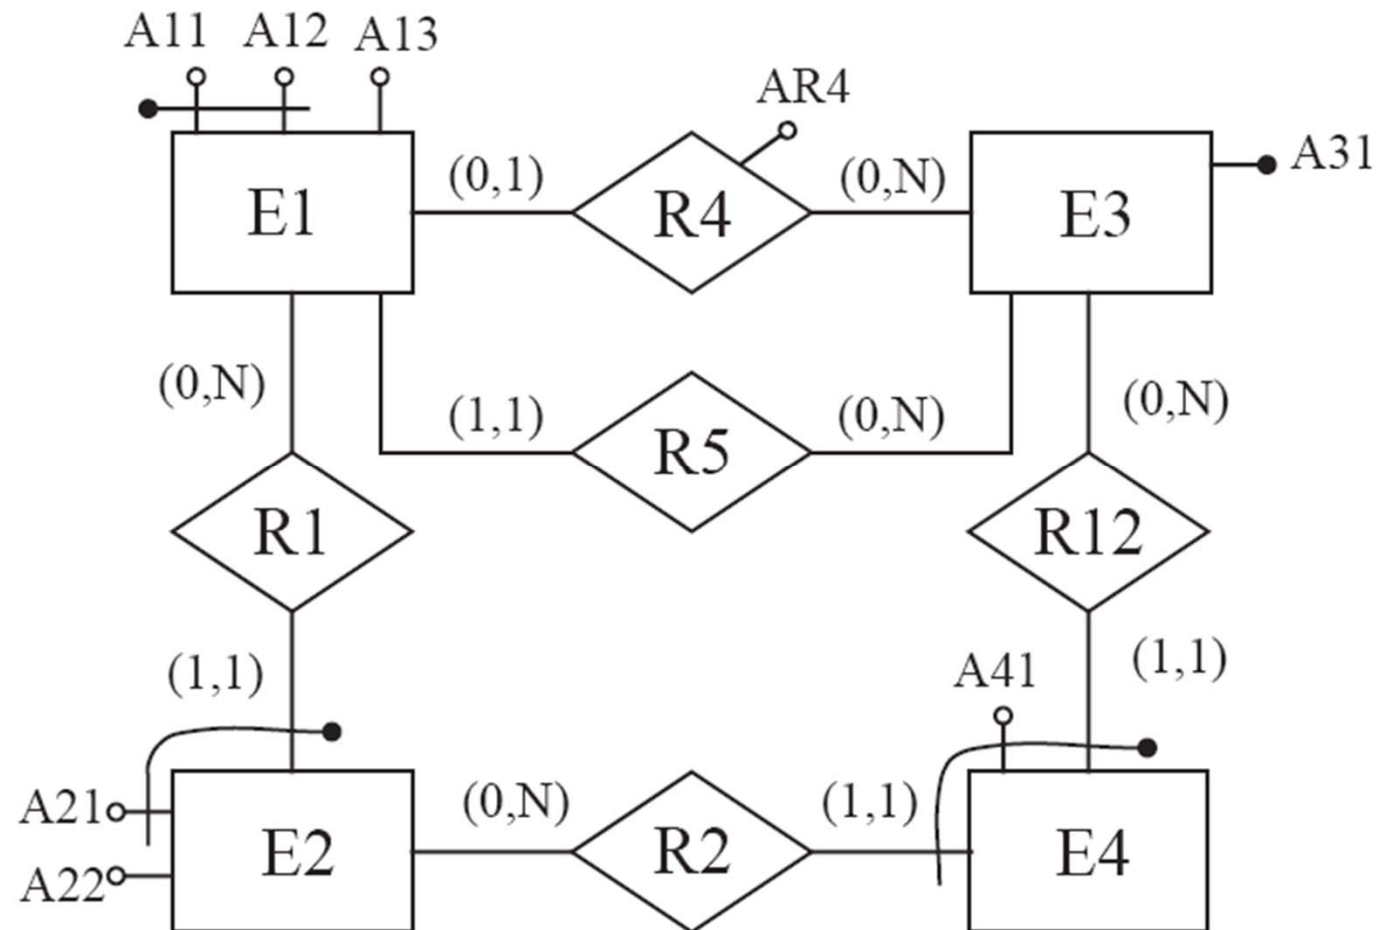 A11 A12 A13
AR4
A31
E1 (0,1) R4 (0,N) E3
(0,N) (1,1) R5 (0,N) (0,N)
R1 R12
(1,1) A41 (1,1)
A21 (0,N) (1,1)
E2 R2 E4
A22